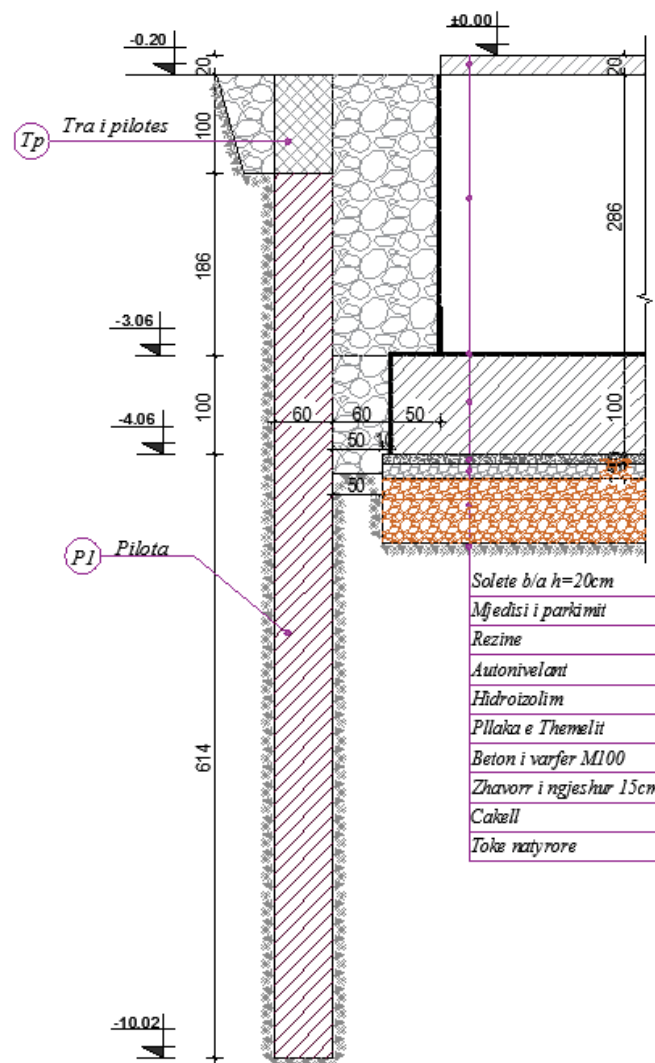 -0.20
±0.00
20
20
100
Tp
Tra i pilotes
286
186
-3.06
100
60
60
50
100
50
10
-4.06
50
P1
Pilota
Solete b/a h=20cm
Mjedisi i parkimit
Rezine
Autonivelant
Hidroizolim
Pllaka e Themelit
Beton i varfer M100
Zhavorr i ngjeshur 15cm
Cakell
Toke natyrore
614
-10.02